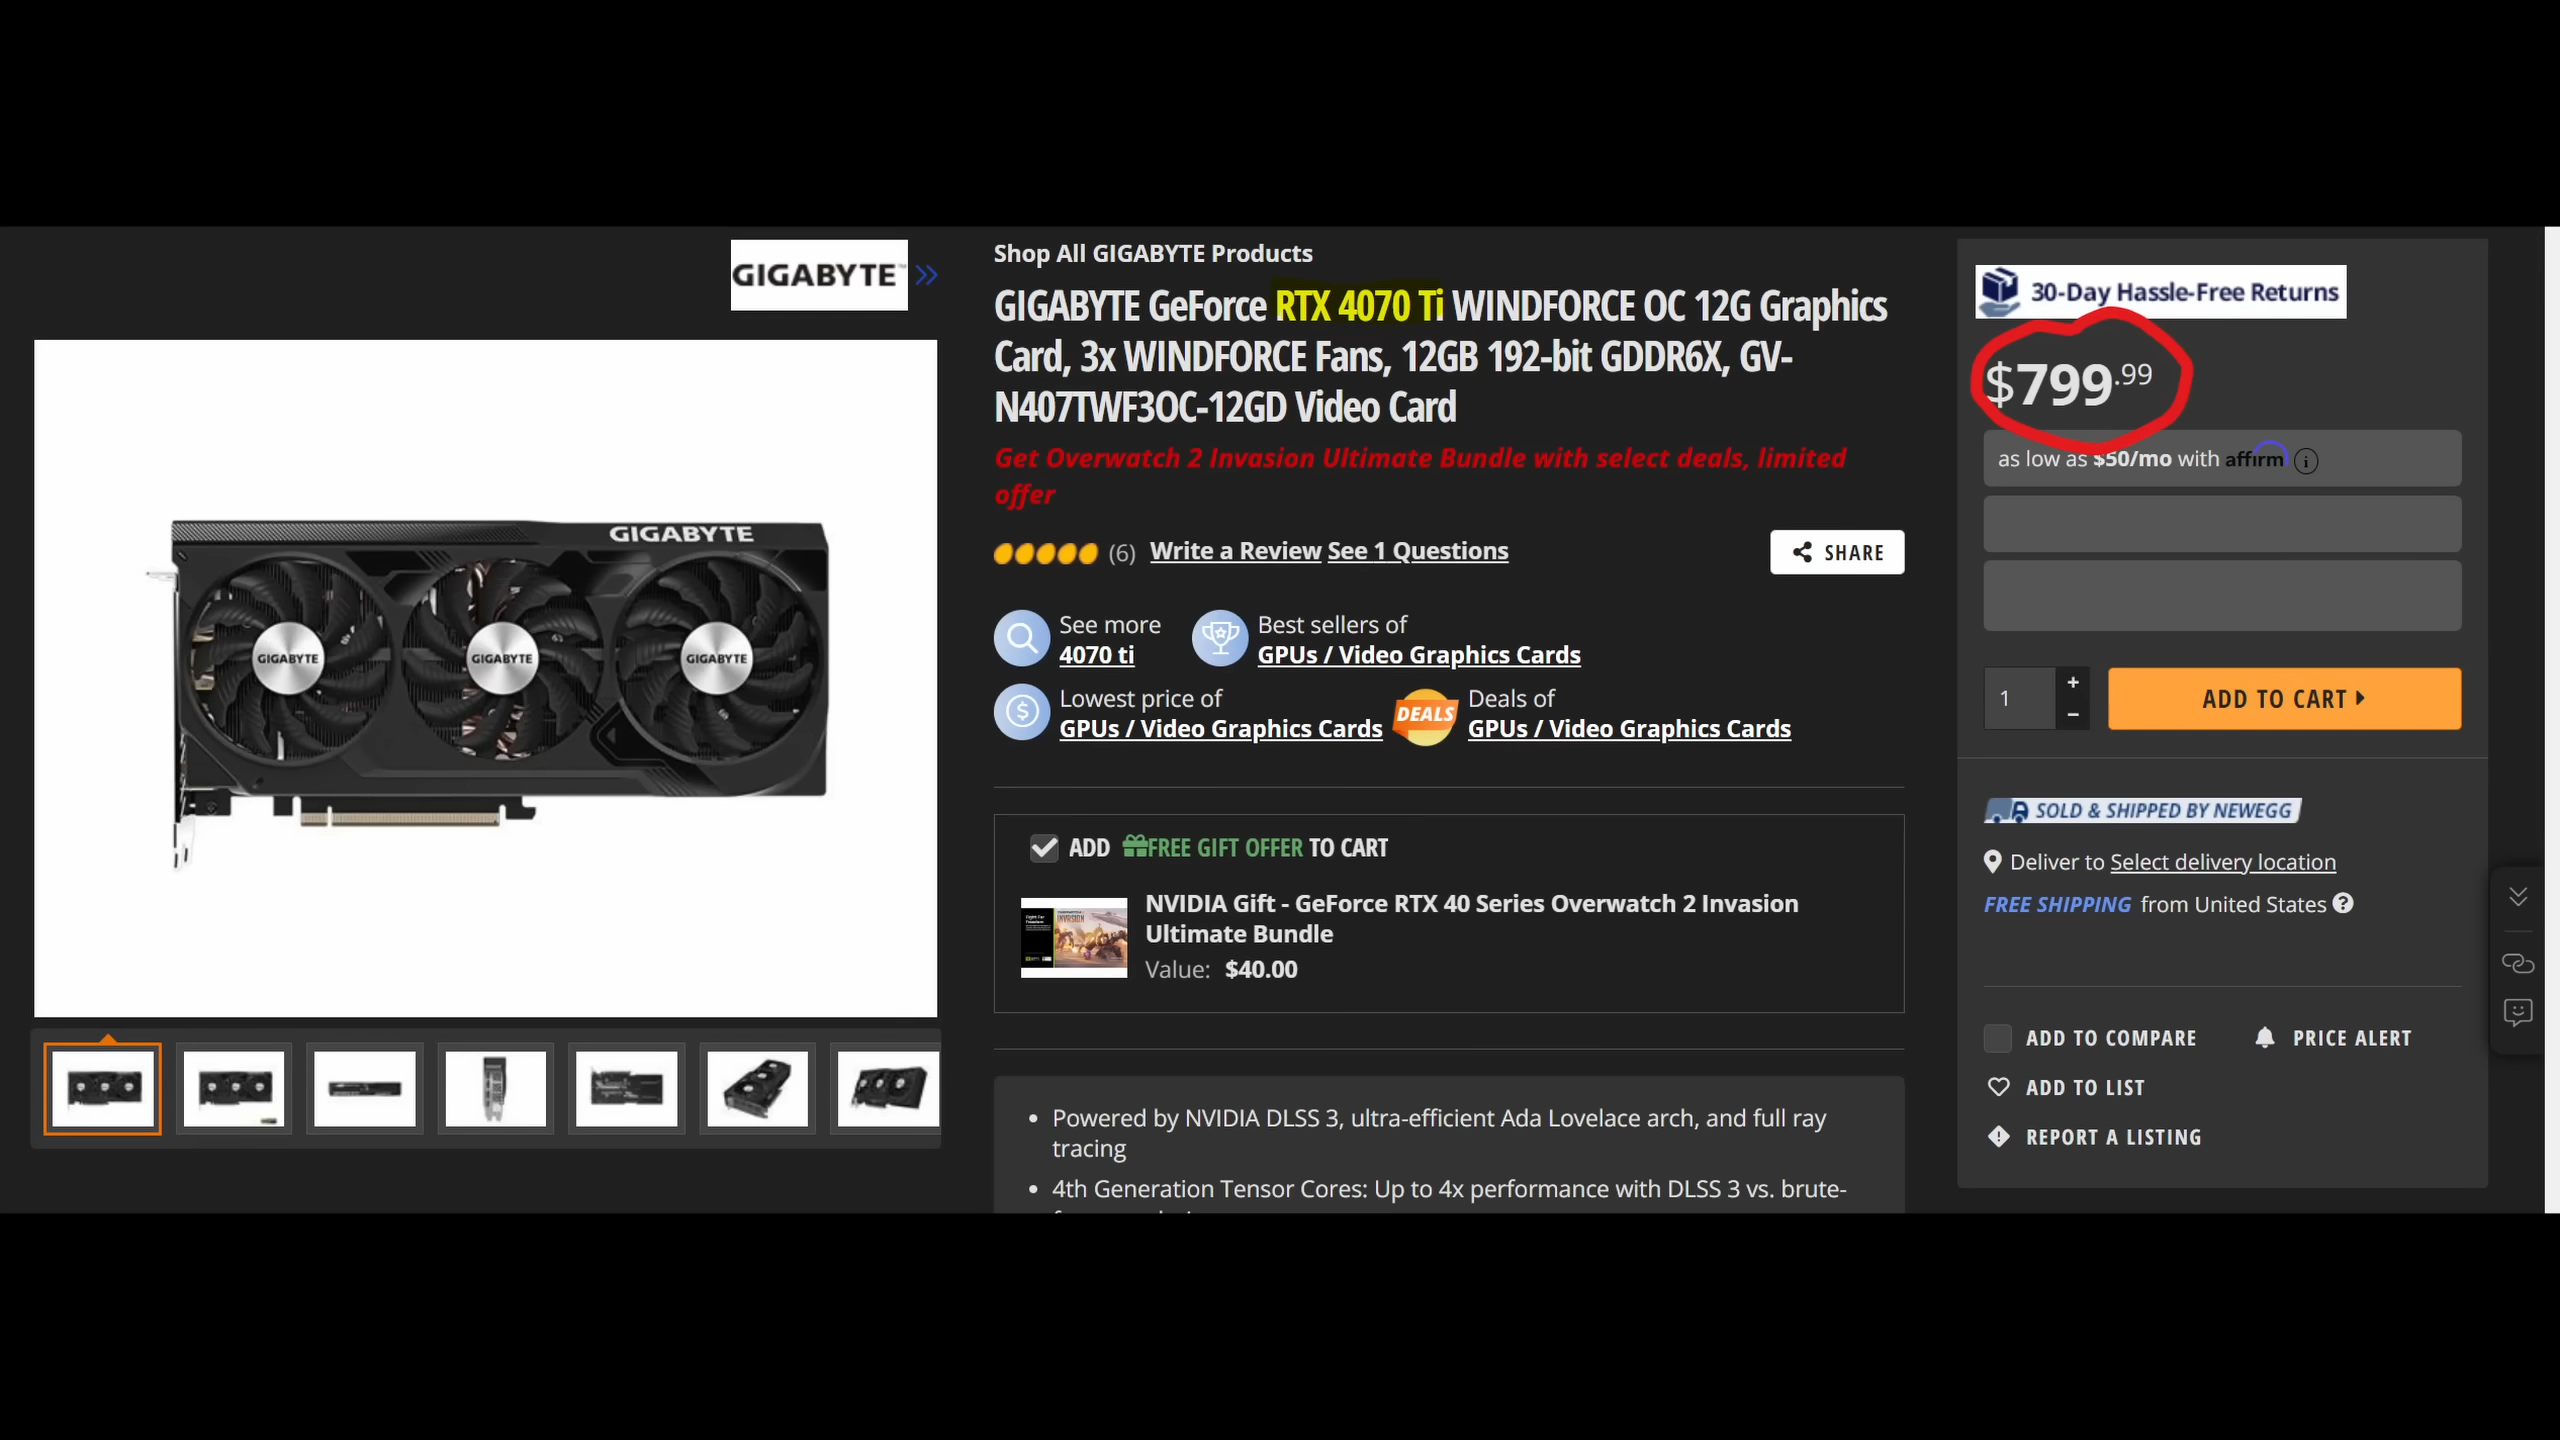 GIGABYTE™
GIGABYTE
GIGABYTE
GIGABYTE
GIGABYTE
Shop All GIGABYTE Products
GIGABYTE GeForce RTX 4070 Ti WINDFORCE OC 12G Graphics
Card, 3x WINDFORCE Fans, 12GB 192-bit GDDR6X, GV-
N407TWF3OC-12GD Video Card
Get Overwatch 2 Invasion Ultimate Bundle with select deals, limited
offer
(6) Write a Review See 1 Questions
SHARE
See more
4070 ti
Best sellers of
GPUs / Video Graphics Cards
Lowest price of
GPUs / Video Graphics Cards
DEALS
Deals of
GPUs / Video Graphics Cards
ADD FREE GIFT OFFER TO CART
INVASION
NVIDIA Gift - GeForce RTX 40 Series Overwatch 2 Invasion
Ultimate Bundle
Value: $40.00
Powered by NVIDIA DLSS 3, ultra-efficient Ada Lovelace arch, and full ray
tracing
4th Generation Tensor Cores: Up to 4x performance with DLSS 3 vs. brute-
30-Day Hassle-Free Returns
$799.99
as low as $50/mo with affirm
1 + −
ADD TO CART
SOLD & SHIPPED BY NEWEGG
Deliver to Select delivery location
FREE SHIPPING from United States
ADD TO COMPARE
PRICE ALERT
ADD TO LIST
REPORT A LISTING